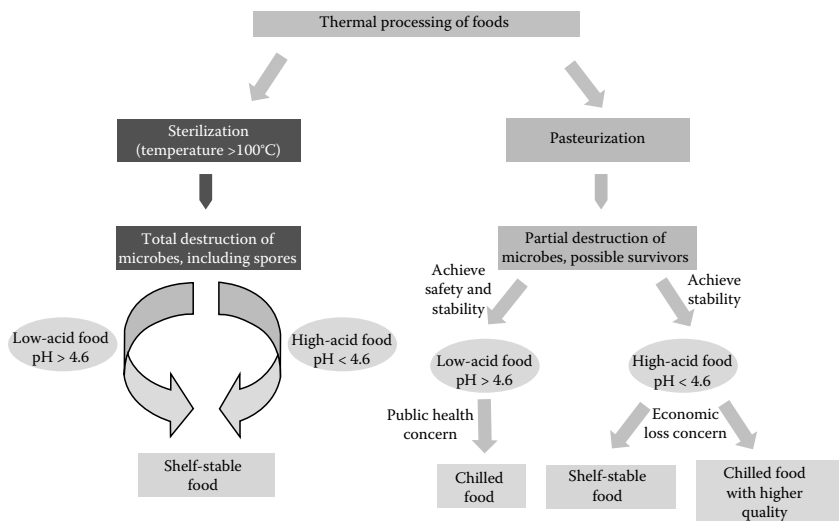 Thermal processing of foods
Sterilization
(temperature >100°C)
Pasteurization
Total destruction of
microbes, including spores
Partial destruction of
microbes, possible survivors
Achieve
safety and
stability
Achieve
stability
Low-acid food
pH > 4.6
High-acid food
pH < 4.6
Low-acid food
pH > 4.6
High-acid food
pH < 4.6
Public health
concern
Economic
loss concern
Shelf-stable
food
Chilled
food
Shelf-stable
food
Chilled food
with higher
quality